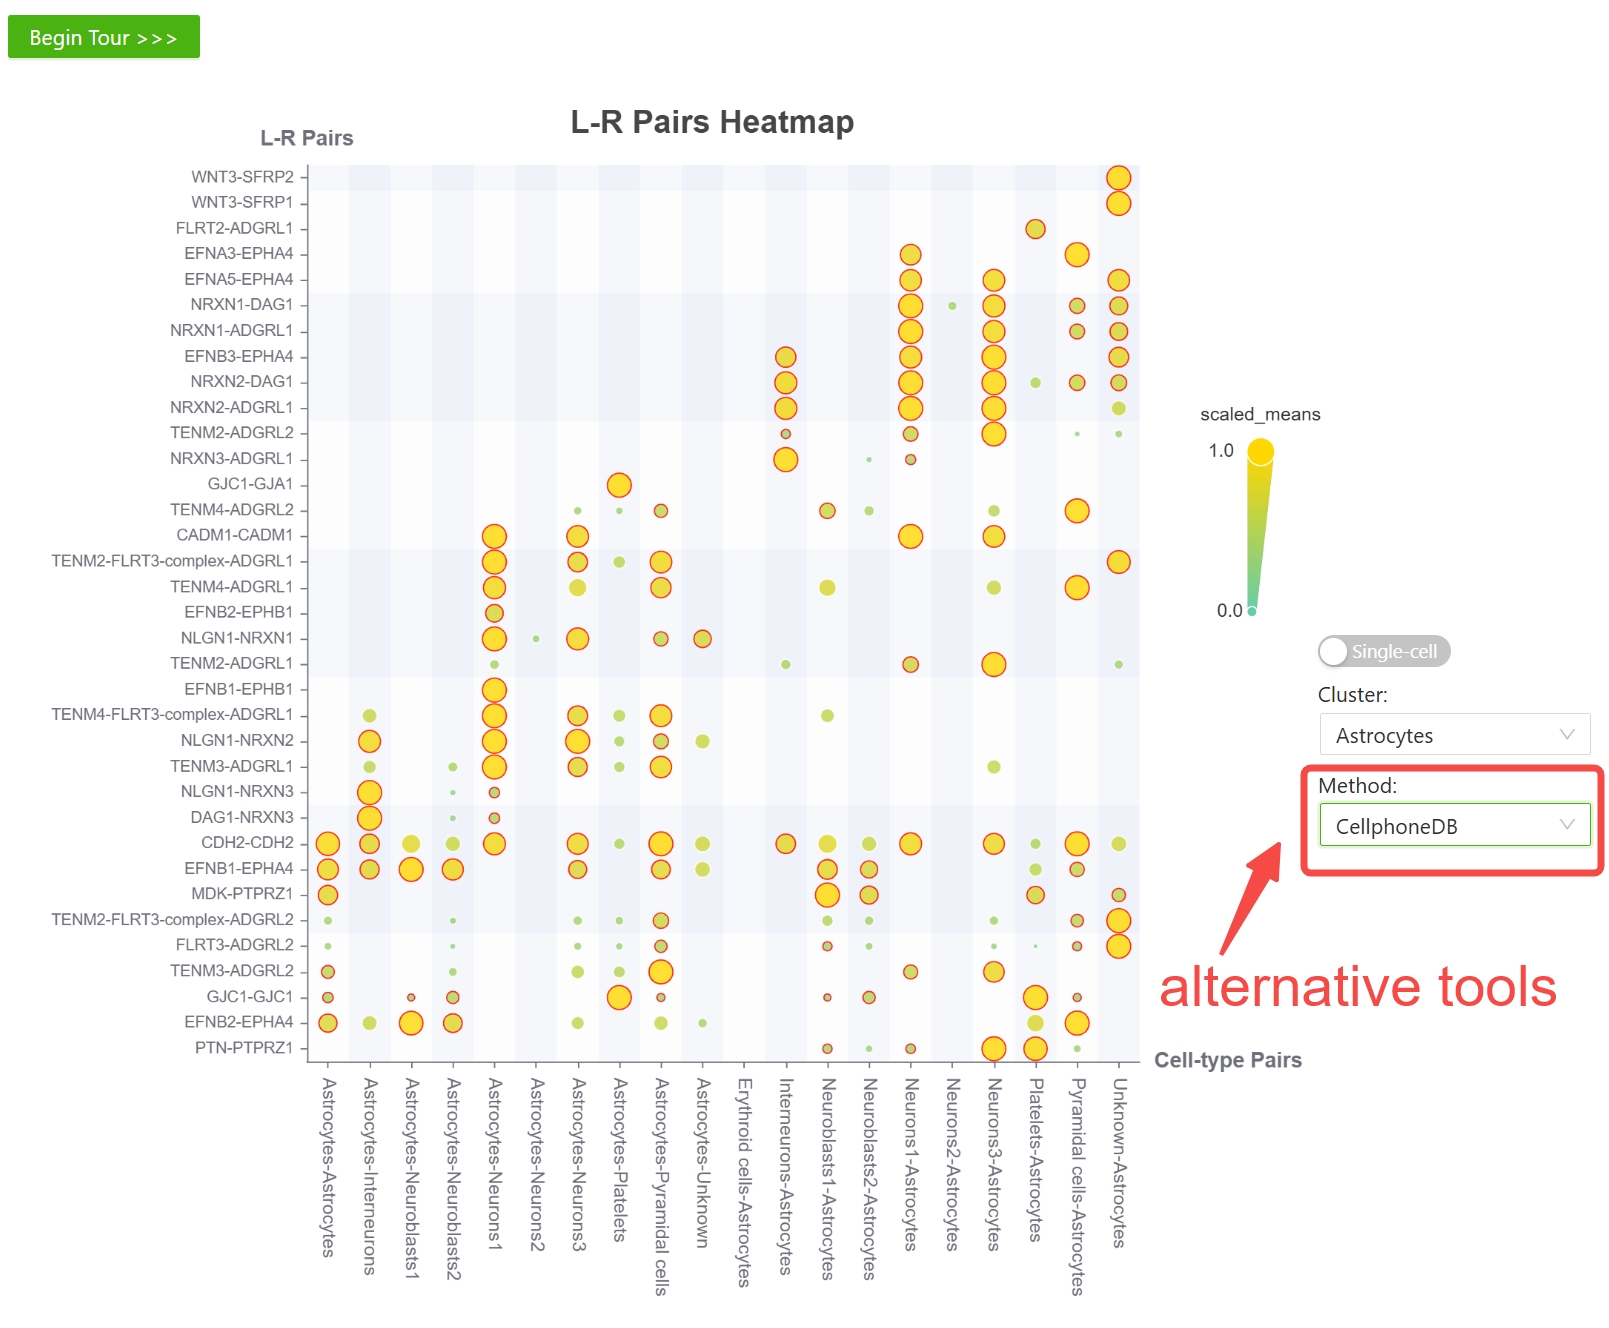 Begin Tour >>>
L-R Pairs Heatmap
L-R Pairs
WNT3-SFRP2
WNT3-SFRP1
FLRT2-ADGRL1
EFNA3-EPHA4
EFNA5-EPHA4
NRXN1-DAG1
NRXN1-ADGRL1
EFNB3-EPHA4
NRXN2-DAG1
NRXN2-ADGRL1
TENM2-ADGRL2
NRXN3-ADGRL1
GJC1-GJA1
TENM4-ADGRL2
CADM1-CADM1
TENM2-FLRT3-complex-ADGRL1
TENM4-ADGRL1
EFNB2-EPHB1
NLGN1-NRXN1
TENM2-ADGRL1
EFNB1-EPHB1
TENM4-FLRT3-complex-ADGRL1
NLGN1-NRXN2
TENM3-ADGRL1
NLGN1-NRXN3
DAG1-NRXN3
CDH2-CDH2
EFNB1-EPHA4
MDK-PTPRZ1
TENM2-FLRT3-complex-ADGRL2
FLRT3-ADGRL2
TENM3-ADGRL2
GJC1-GJC1
EFNB2-EPHA4
PTN-PTPRZ1
Cell-type Pairs
Astrocytes-Astrocytes
Astrocytes-Interneurons
Astrocytes-Neuroblasts1
Astrocytes-Neuroblasts2
Astrocytes-Neurons1
Astrocytes-Neurons2
Astrocytes-Neurons3
Astrocytes-Platelets
Astrocytes-Pyramidal cells
Astrocytes-Unknown
Erythroid cells-Astrocytes
Interneurons-Astrocytes
Neuroblasts1-Astrocytes
Neuroblasts2-Astrocytes
Neurons1-Astrocytes
Neurons2-Astrocytes
Neurons3-Astrocytes
Platelets-Astrocytes
Pyramidal cells-Astrocytes
Unknown-Astrocytes
scaled_means
1.0
0.0
Single-cell
Cluster:
Astrocytes
Method:
CellphoneDB
alternative tools